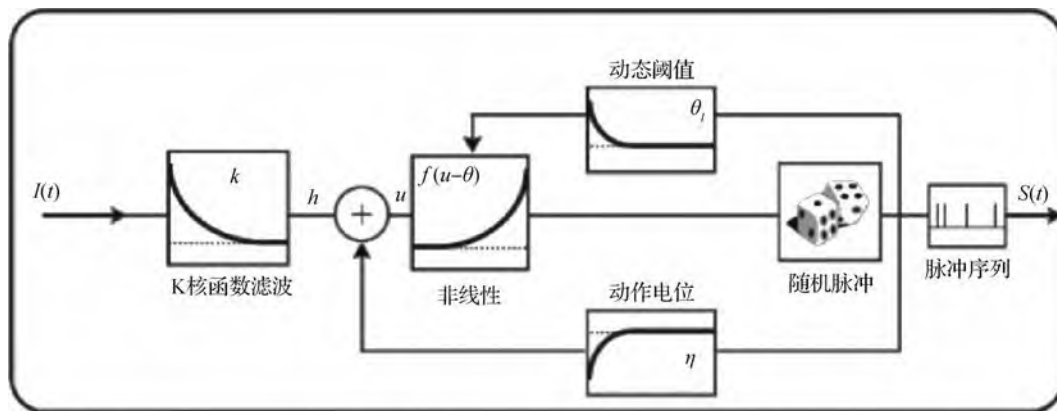 动态阈值
θₗ
I(t)
k
h
+
u
f(u-θ)
S(t)
K核函数滤波
非线性
随机脉冲
脉冲序列
动作电位
η